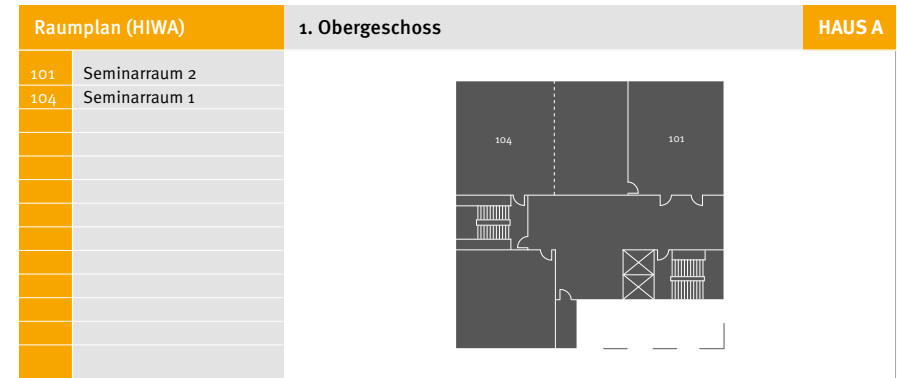 Raumplan (HIWA) 1. Obergeschoss HAUS A
101 Seminarraum 2
104 Seminarraum 1
104 101